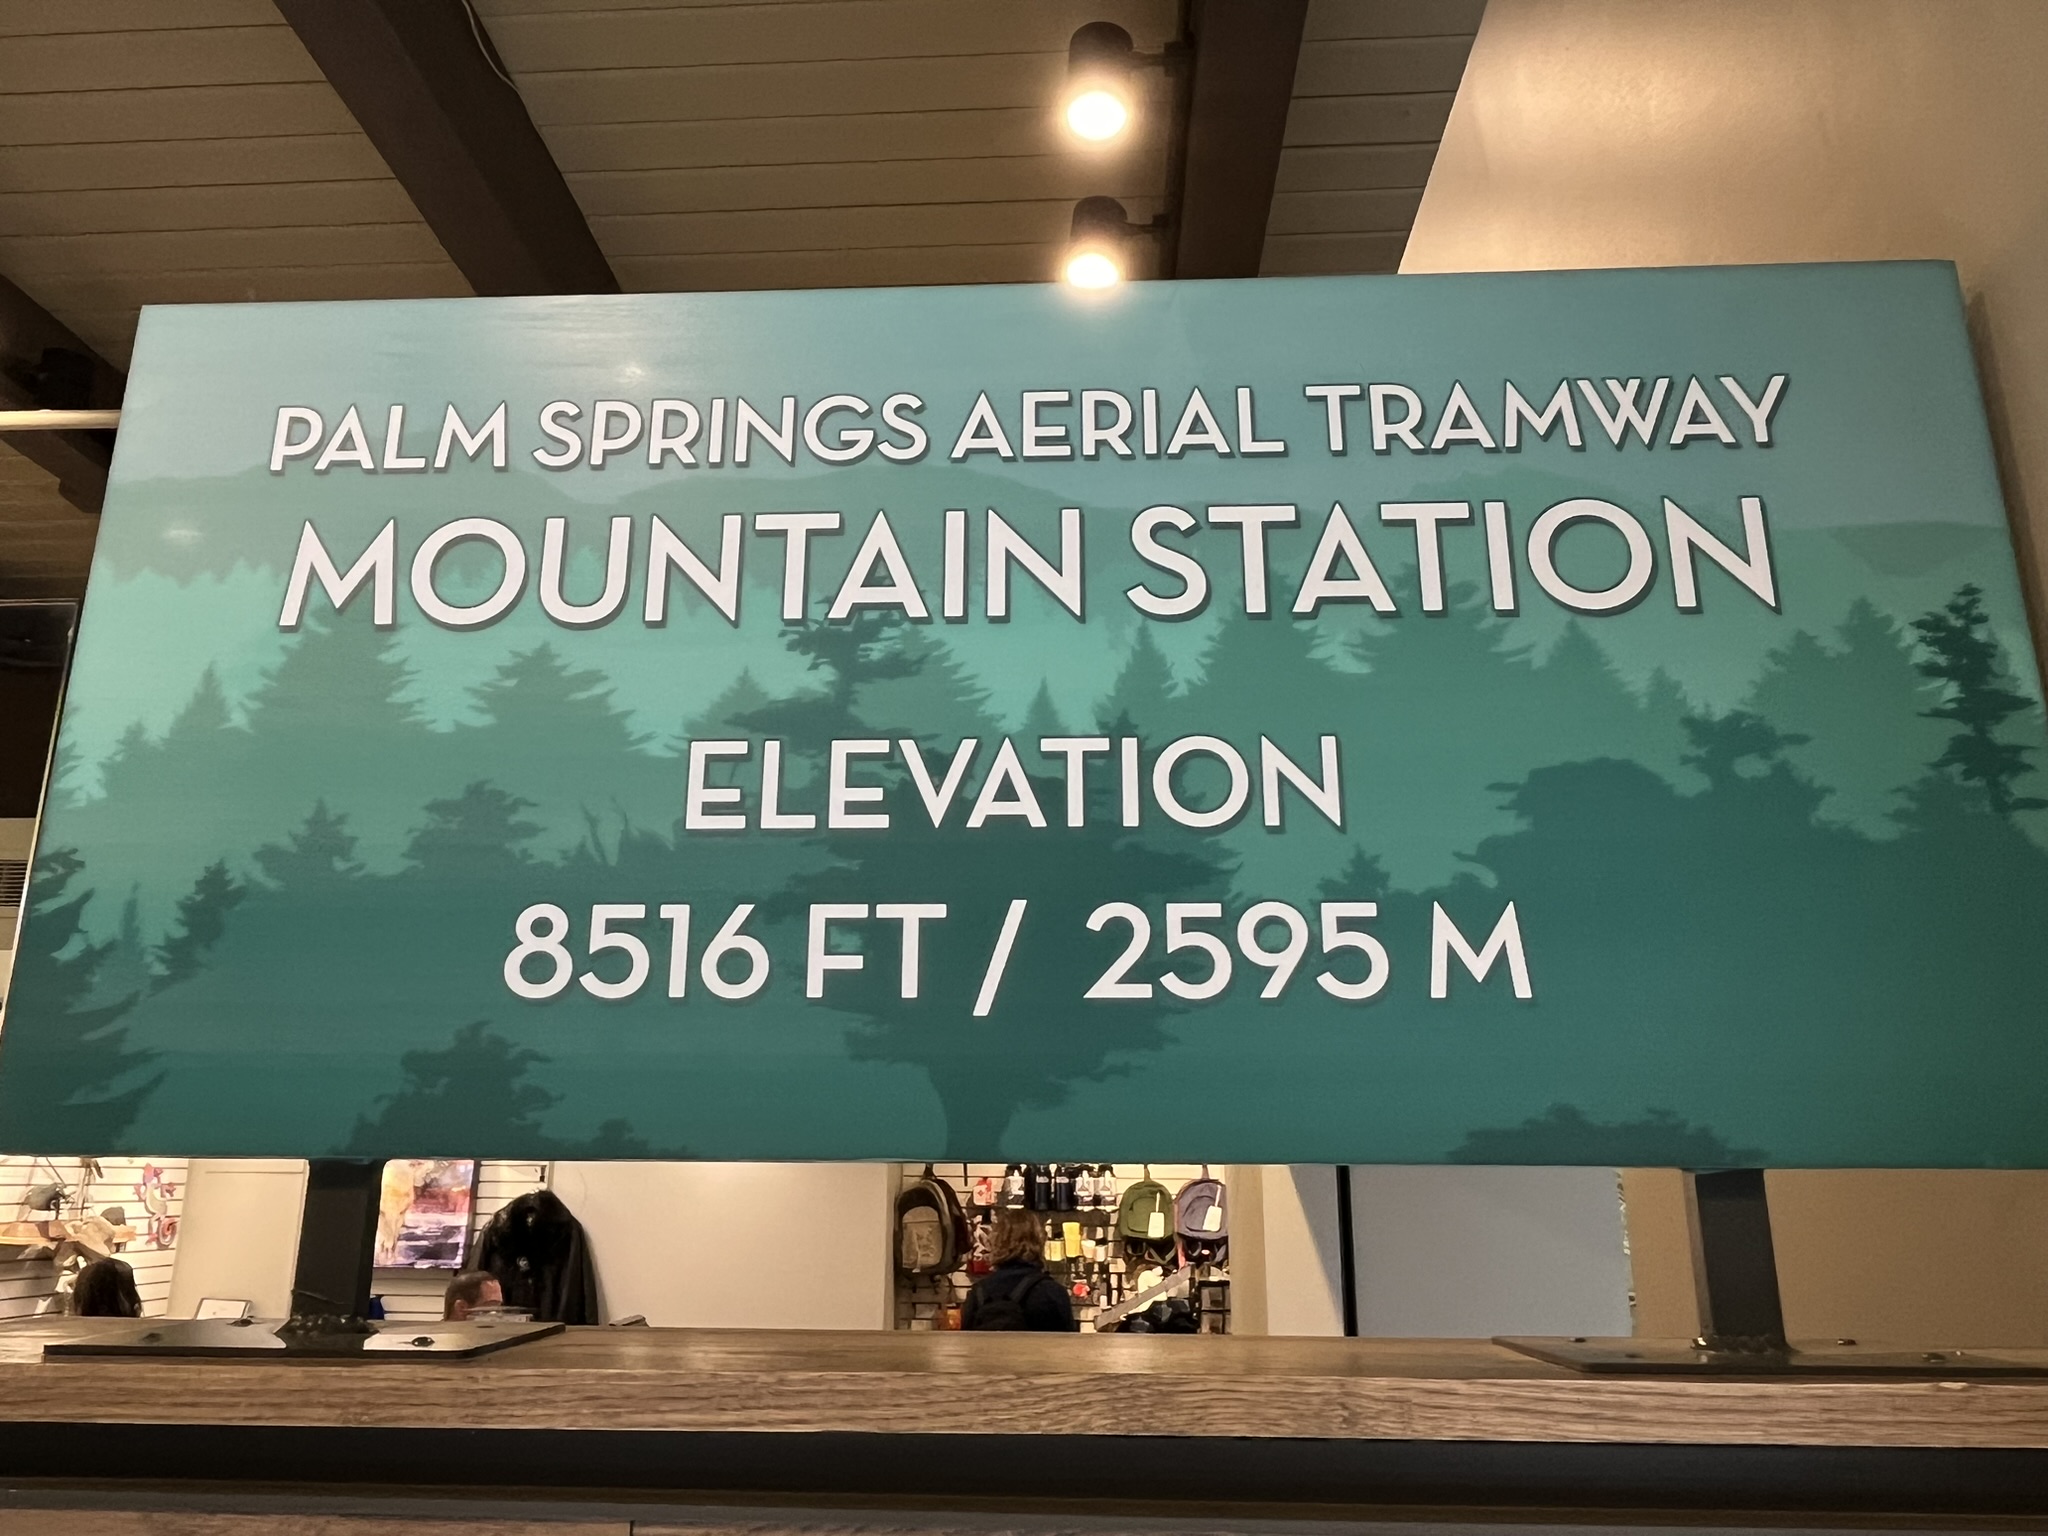 PALM SPRINGS AERIAL TRAMWAY
MOUNTAIN STATION
ELEVATION
8516 FT / 2595 M